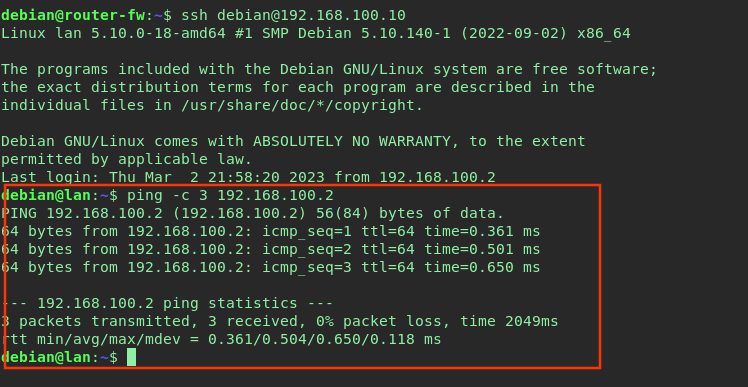 debian@router-fw:~$ ssh debian@192.168.100.10
Linux lan 5.10.0-18-amd64 #1 SMP Debian 5.10.140-1 (2022-09-02) x86_64

The programs included with the Debian GNU/Linux system are free software;
the exact distribution terms for each program are described in the
individual files in /usr/share/doc/*/copyright.

Debian GNU/Linux comes with ABSOLUTELY NO WARRANTY, to the extent
permitted by applicable law.
Last login: Thu Mar  2 21:58:20 2023 from 192.168.100.2
debian@lan:~$ ping -c 3 192.168.100.2
PING 192.168.100.2 (192.168.100.2) 56(84) bytes of data.
64 bytes from 192.168.100.2: icmp_seq=1 ttl=64 time=0.361 ms
64 bytes from 192.168.100.2: icmp_seq=2 ttl=64 time=0.501 ms
64 bytes from 192.168.100.2: icmp_seq=3 ttl=64 time=0.650 ms

--- 192.168.100.2 ping statistics ---
3 packets transmitted, 3 received, 0% packet loss, time 2049ms
rtt min/avg/max/mdev = 0.361/0.504/0.650/0.118 ms
debian@lan:~$